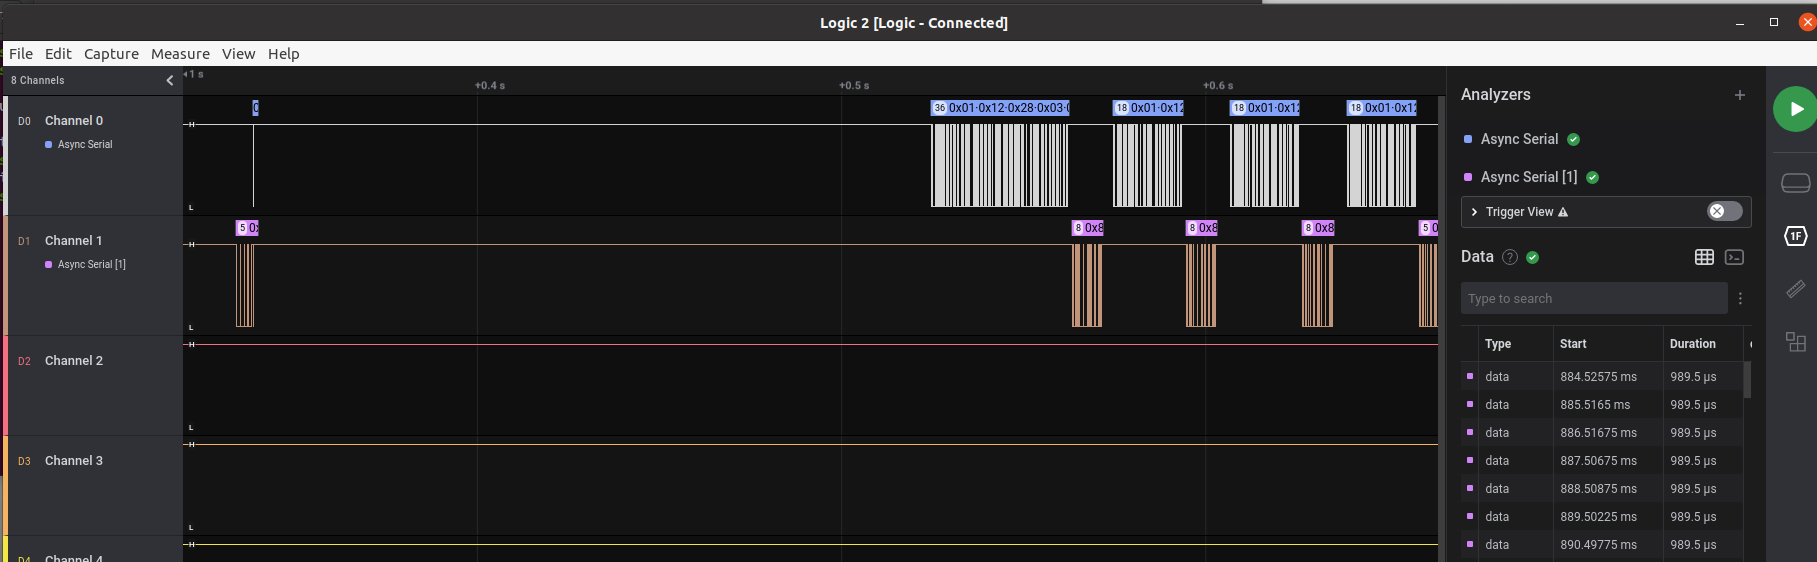 Logic 2 [Logic - Connected]
File Edit Capture Measure View Help
8 Channels
1 s
+0.4 s
+0.5 s
+0.6 s
D0 Channel 0
Async Serial
H
L
36 0x01·0x12·0x28·0x03·
18 0x01·0x12
18 0x01·0x12
18 0x01·0x12
D1 Channel 1
Async Serial [1]
H
L
5 0x
8 0x8
8 0x8
8 0x8
5 0
D2 Channel 2
H
L
D3 Channel 3
H
L
D4 Channel 4
H
Analyzers
Async Serial
Async Serial [1]
Trigger View
Data
Type to search
Type Start Duration
data 884.52575 ms 989.5 µs
data 885.5165 ms 989.5 µs
data 886.51675 ms 989.5 µs
data 887.50675 ms 989.5 µs
data 888.50875 ms 989.5 µs
data 889.50225 ms 989.5 µs
data 890.49775 ms 989.5 µs
1F